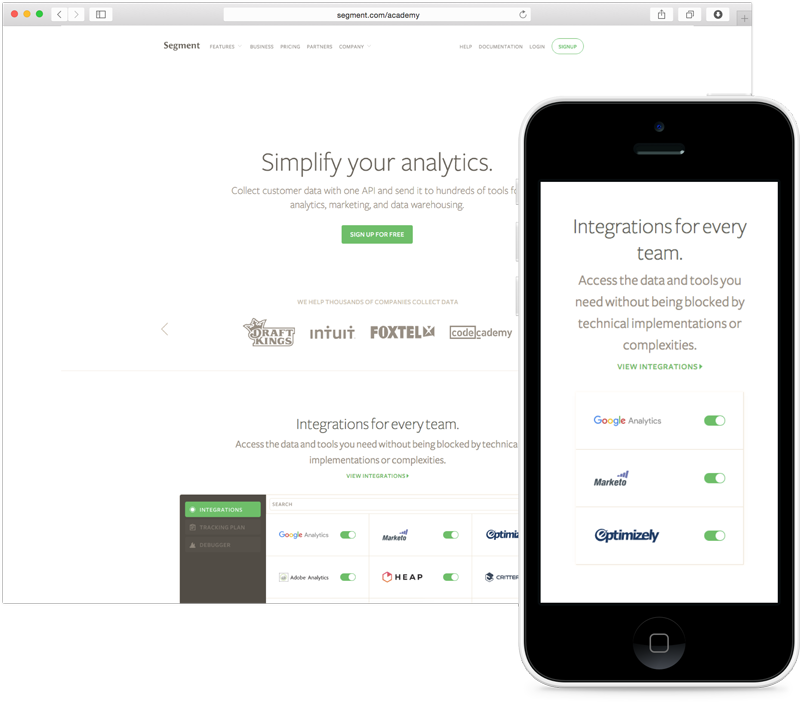 segment.com/academy
Segment FEATURES BUSINESS PRICING PARTNERS COMPANY HELP DOCUMENTATION LOGIN SIGNUP
Simplify your analytics.
Collect customer data with one API and send it to hundreds of tools
analytics, marketing, and data warehousing.
SIGN UP FOR FREE
WE HELP THOUSANDS OF COMPANIES COLLECT DATA
DRAFT KINGS intuit FOXTEL codecademy
Integrations for every team.
Access the data and tools you need without being blocked by technical
implementations or complexities.
VIEW INTEGRATIONS
INTEGRATIONS
TRACKING PLAN
DEBUGGER
SEARCH
Google Analytics Marketo
Adobe Analytics HEAP
Integrations for every
team.
Access the data and tools you
need without being blocked by
technical implementations or
complexities.
VIEW INTEGRATIONS
Google Analytics
Marketo
Optimizely